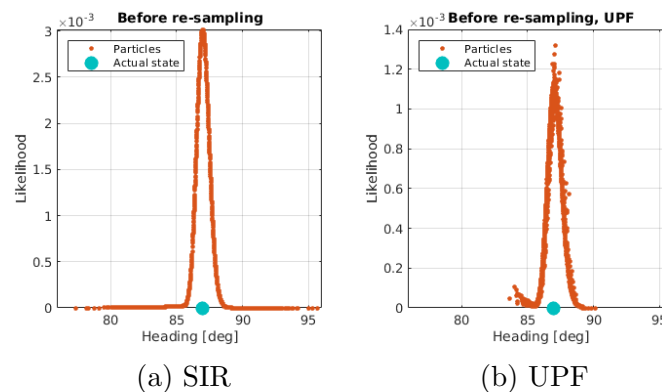 ×10⁻³ Before re-sampling
Particles
Actual state
3
2.5
2
1.5
1
0.5
0
Likelihood
80 85 90 95
Heading [deg]
(a) SIR
×10⁻³ Before re-sampling, UPF
Particles
Actual state
1.4
1.2
1
0.8
0.6
0.4
0.2
0
Likelihood
80 85 90 95
Heading [deg]
(b) UPF